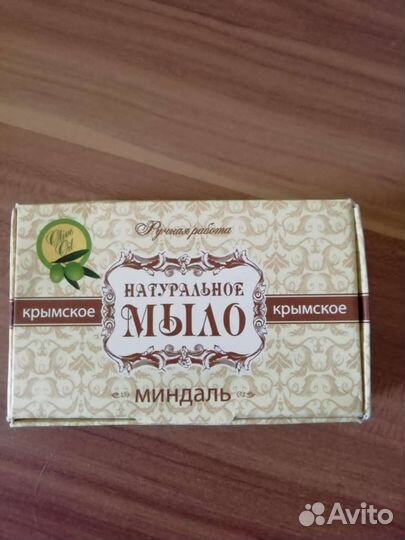 Ручная работа
Olive
Oil
НАТУРАЛЬНОЕ
крымское МЫЛО крымское
миндаль
Avito